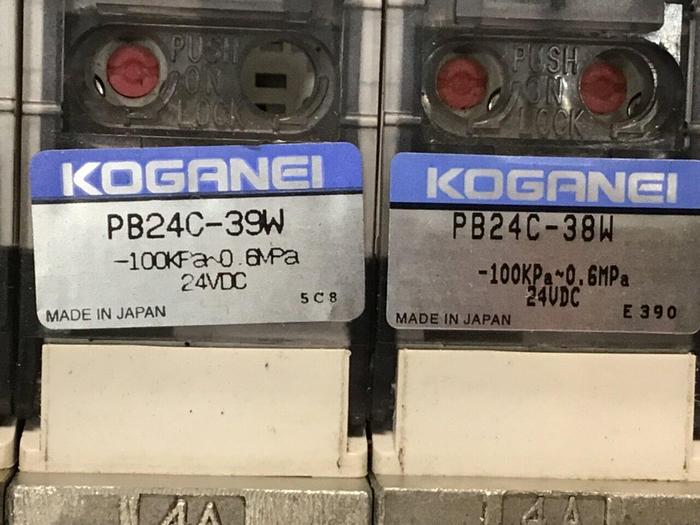 PUSH
ON
LOCK
PUSH
ON
LOCK
KOGANEI
PB24C-39W
-100KPa~0.6MPa
24VDC
5C8
MADE IN JAPAN
KOGANEI
PB24C-38W
-100KPa~0.6MPa
24VDC
E390
MADE IN JAPAN
4A
4A